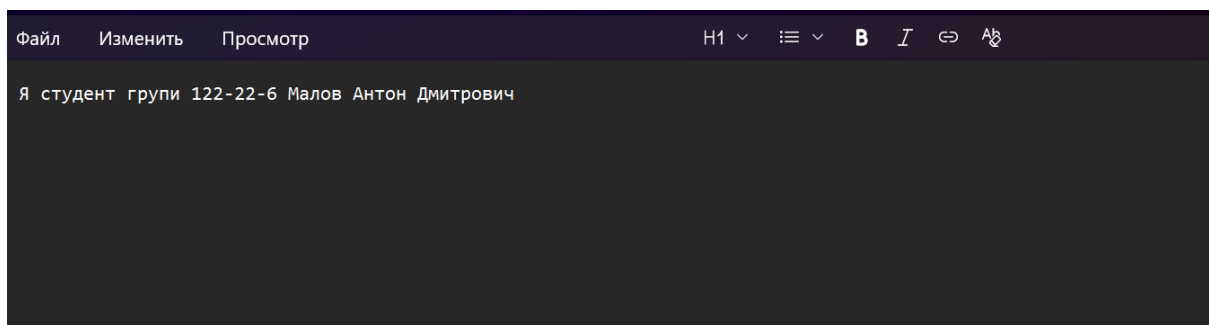 Файл Изменить Просмотр H1 B I
Я студент групи 122-22-6 Малов Антон Дмитрович